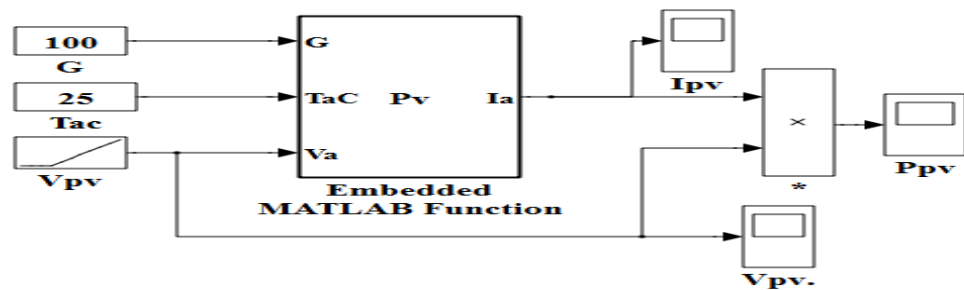 100
G
25
Tac
Vpv
G
TaC
Pv
Ia
Va
Embedded
MATLAB Function
Ipv
×
*
Ppv
Vpv.